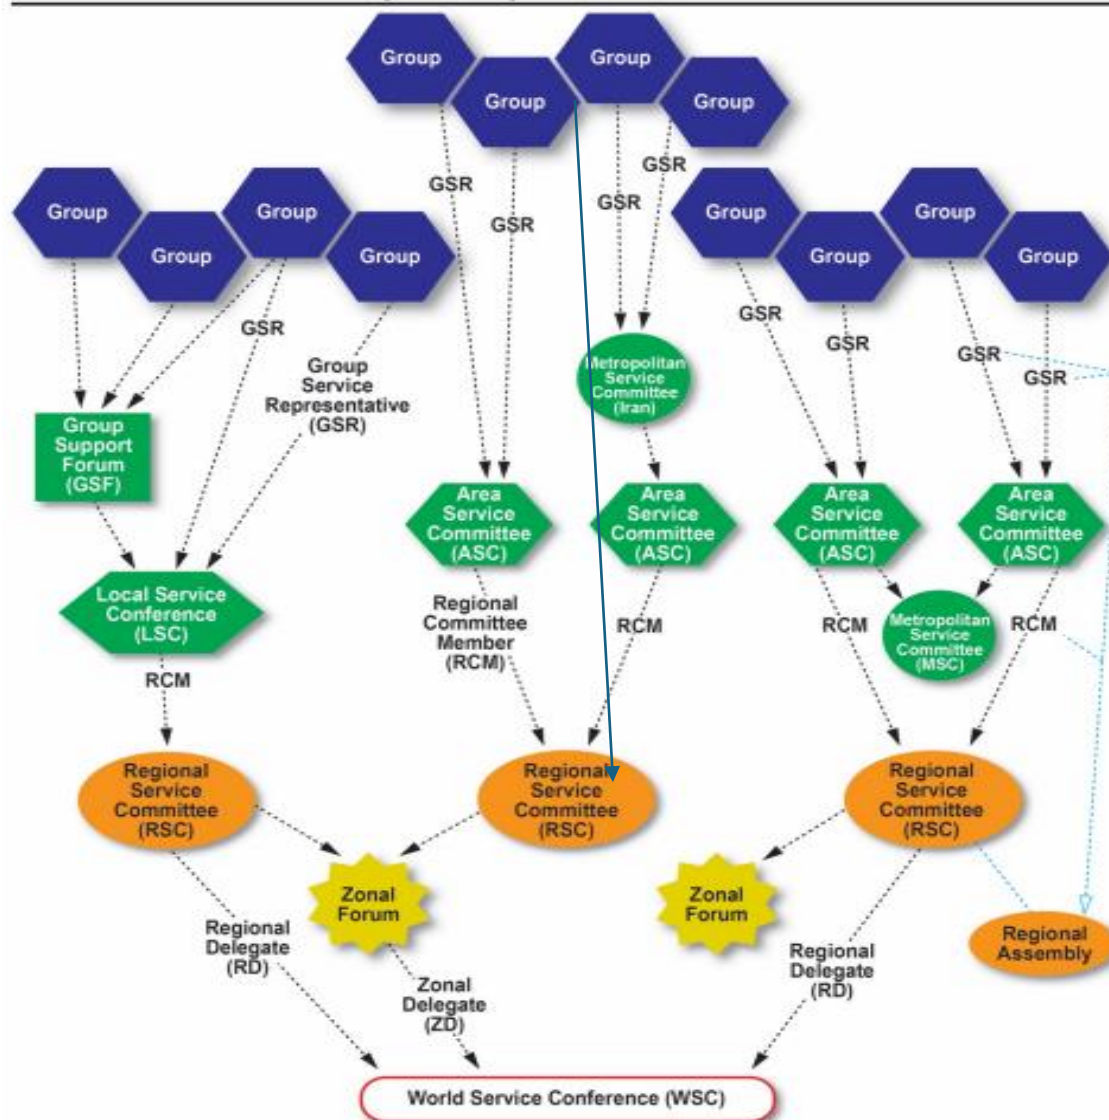 Group
Group
Group
Group
GSR
GSR
GSR
GSR
Group
Group
Group
Group
Group
Group
Group
Group
GSR
Group
Service
Representative
(GSR)
GSR
GSR
GSR
GSR
Metropolitan
Service
Committee
(Iran)
Group
Support
Forum
(GSF)
Area
Service
Committee
(ASC)
Area
Service
Committee
(ASC)
Area
Service
Committee
(ASC)
Area
Service
Committee
(ASC)
Local Service
Conference
(LSC)
Regional
Committee
Member
(RCM)
RCM
RCM
Metropolitan
Service
Committee
(MSC)
RCM
RCM
Regional
Service
Committee
(RSC)
Regional
Service
Committee
(RSC)
Regional
Service
Committee
(RSC)
Zonal
Forum
Zonal
Forum
Regional
Assembly
Regional
Delegate
(RD)
Zonal
Delegate
(ZD)
Regional
Delegate
(RD)
World Service Conference (WSC)